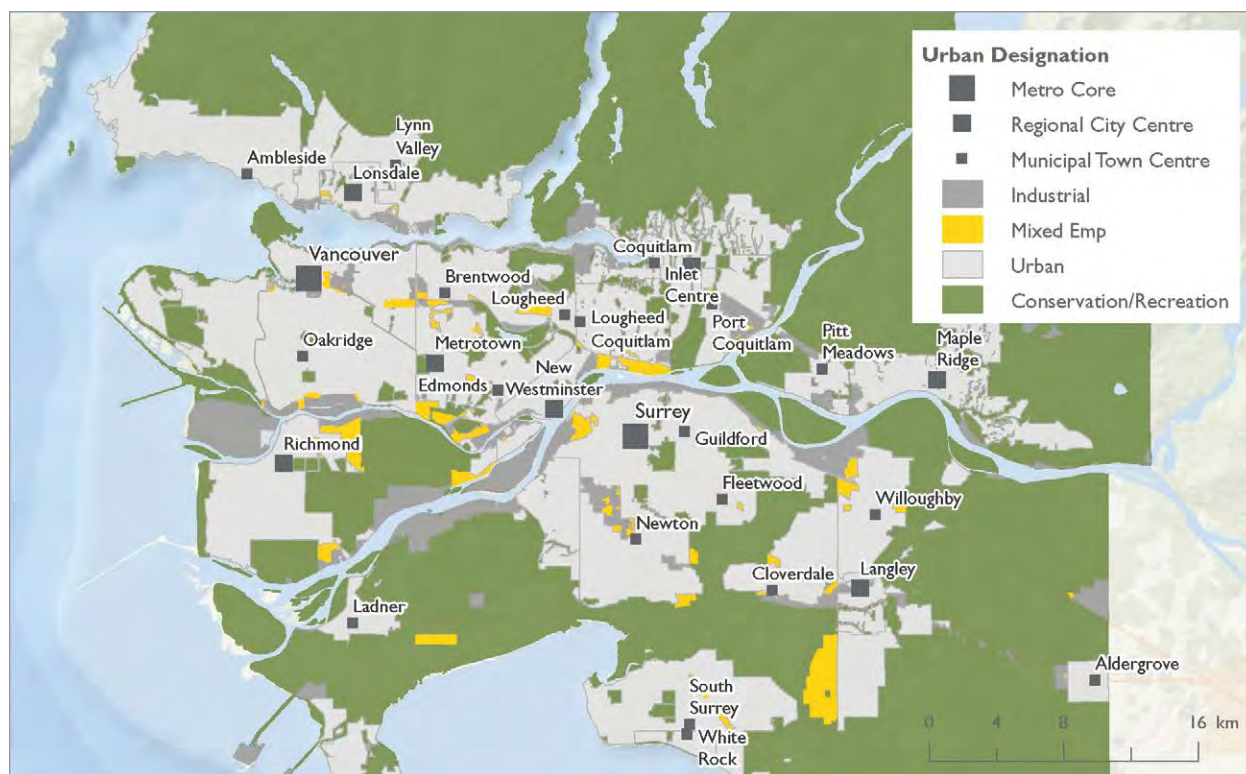 Urban Designation
Metro Core
Regional City Centre
Municipal Town Centre
Industrial
Mixed Emp
Urban
Conservation/Recreation
Lynn
Valley
Ambleside
Lonsdale
Vancouver
Coquitlam
Inlet
Centre
Brentwood
Lougheed
Lougheed
Coquitlam
Port
Coquitlam
Pitt
Meadows
Maple
Ridge
Oakridge
Metrotown
Edmonds
New
Westminster
Surrey
Guildford
Richmond
Fleetwood
Willoughby
Newton
Cloverdale
Langley
Ladner
Aldergrove
South
Surrey
White
Rock
0 4 8 16 km